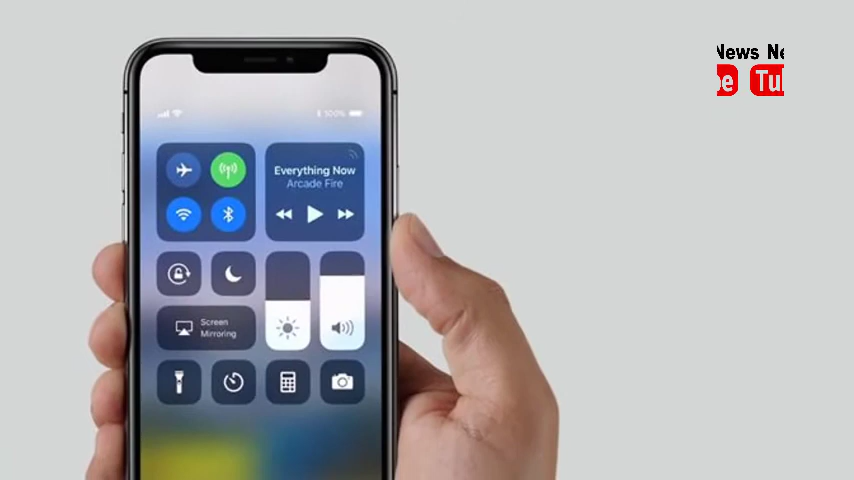 News Ne
be Tu
100%
Everything Now
Arcade Fire
Screen
Mirroring